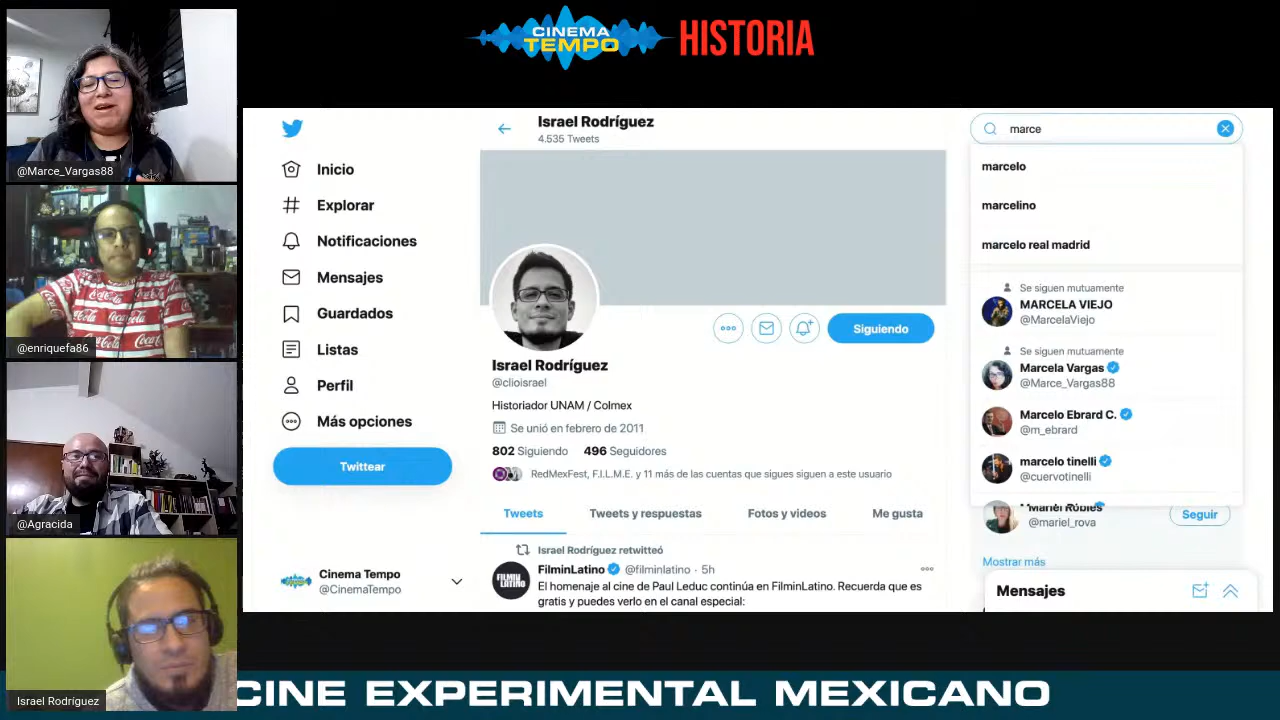 CINEMA
TEMPO
HISTORIA
@Marce_Vargas88
@enriquefa86
@Agracida
Israel Rodríguez
Inicio
Explorar
Notificaciones
Mensajes
Guardados
Listas
Perfil
Más opciones
Twittear
Cinema Tempo
@CinemaTempo
Israel Rodríguez
4.535 Tweets
Siguiendo
Israel Rodríguez
@clioisrael
Historiador UNAM / Colmex
Se unió en febrero de 2011
802 Siguiendo 496 Seguidores
RedMexFest, F.I.L.M.E. y 11 más de las cuentas que sigues siguen a este usuario
Tweets Tweets y respuestas Fotos y videos Me gusta
Israel Rodríguez retwitteó
FILMIN
LATINO
FilminLatino @filminlatino · 5h
El homenaje al cine de Paul Leduc continúa en FilminLatino. Recuerda que es
gratis y puedes verlo en el canal especial:
marce
marcelo
marcelino
marcelo real madrid
Se siguen mutuamente
MARCELA VIEJO
@MarcelaViejo
Se siguen mutuamente
Marcela Vargas
@Marce_Vargas88
Marcelo Ebrard C.
@m_ebrard
marcelo tinelli
@cuervotinelli
@mariel_rova
Seguir
Mostrar más
Mensajes
CINE EXPERIMENTAL MEXICANO